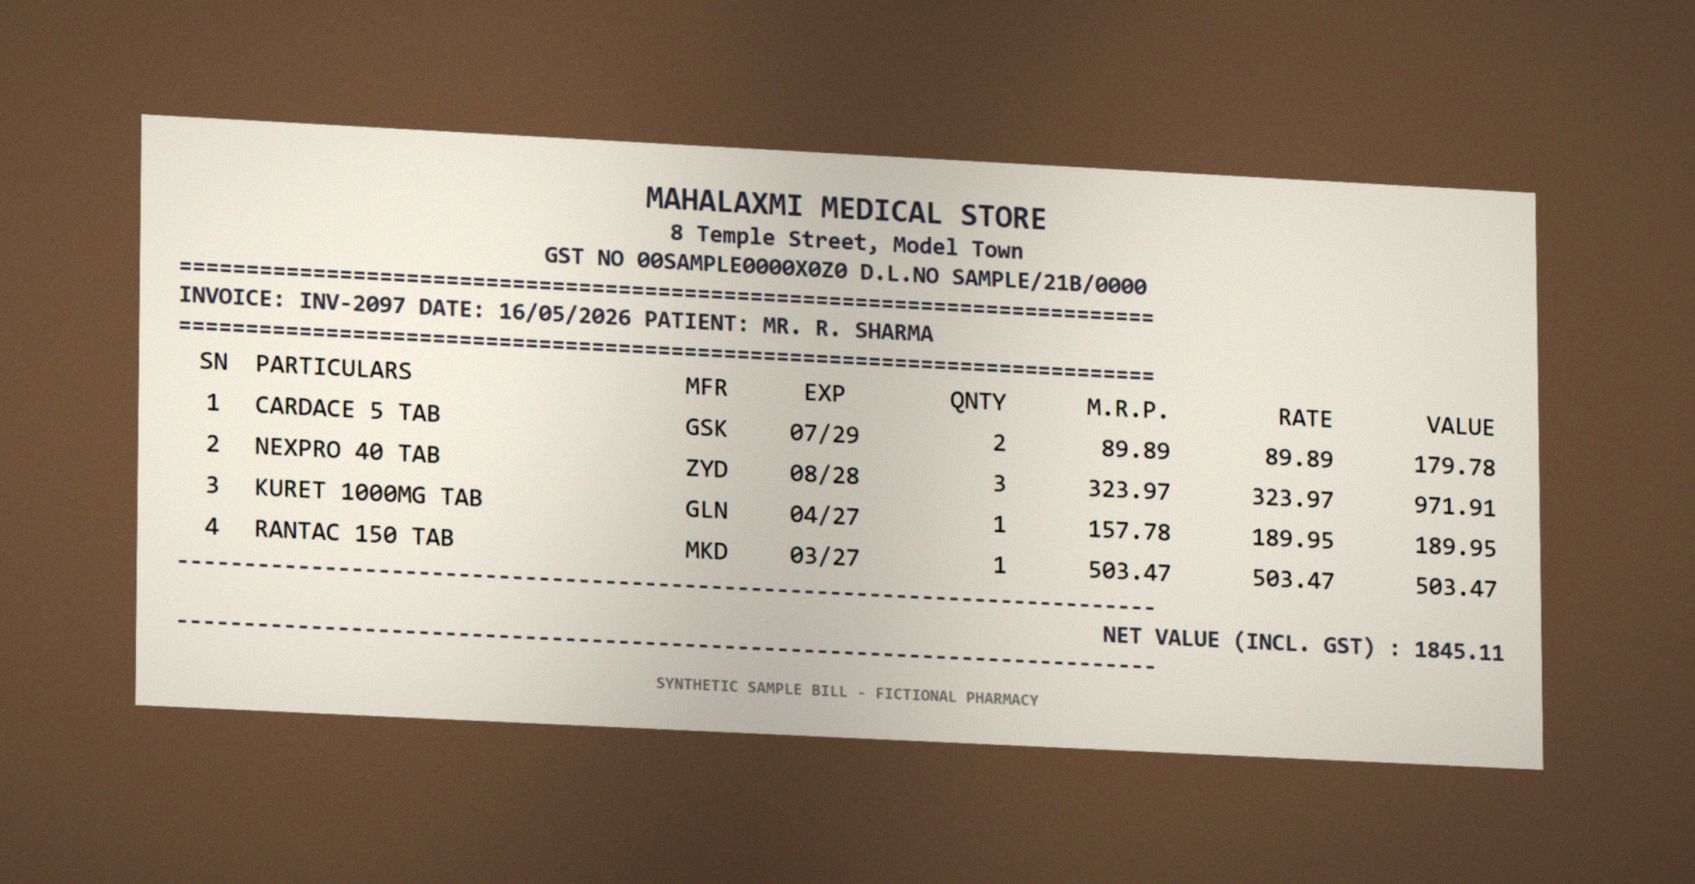 MAHALAXMI MEDICAL STORE
8 Temple Street, Model Town
GST NO 00SAMPLE0000X0Z0 D.L.NO SAMPLE/21B/0000
==========================================================================
INVOICE: INV-2097 DATE: 16/05/2026 PATIENT: MR. R. SHARMA
==========================================================================
SN PARTICULARS MFR EXP QNTY M.R.P. RATE VALUE
1 CARDACE 5 TAB GSK 07/29 2 89.89 89.89 179.78
2 NEXPRO 40 TAB ZYD 08/28 3 323.97 323.97 971.91
3 KURET 1000MG TAB GLN 04/27 1 157.78 189.95 189.95
4 RANTAC 150 TAB MKD 03/27 1 503.47 503.47 503.47
--------------------------------------------------------------------------
NET VALUE (INCL. GST) : 1845.11
--------------------------------------------------------------------------
SYNTHETIC SAMPLE BILL - FICTIONAL PHARMACY